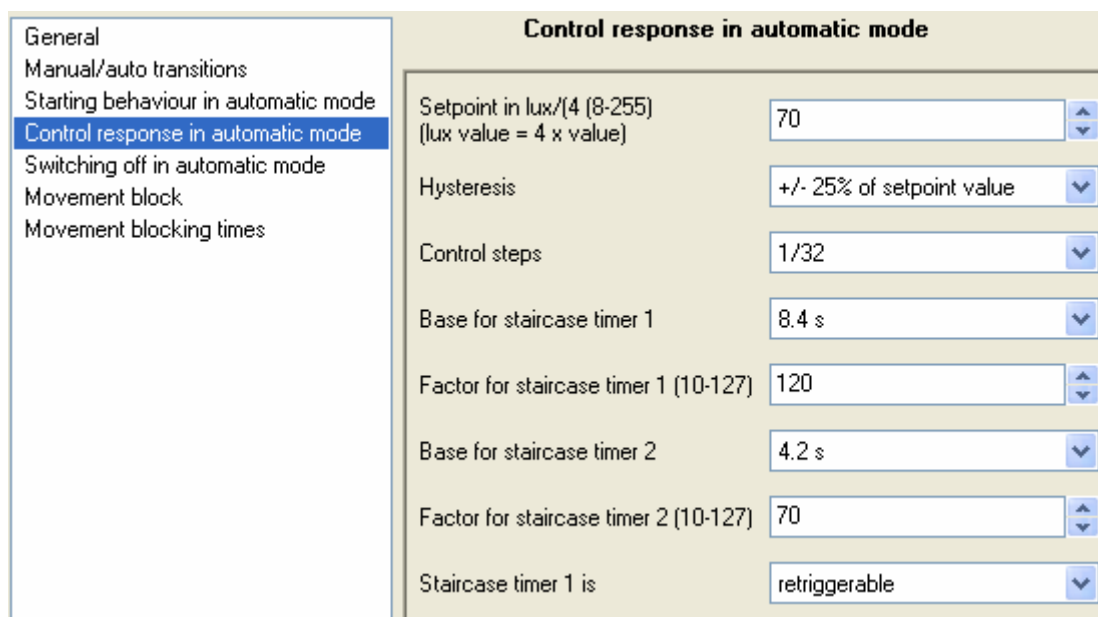 General
Manual/auto transitions
Starting behaviour in automatic mode
Control response in automatic mode
Switching off in automatic mode
Movement block
Movement blocking times
Control response in automatic mode
Setpoint in lux/(4 (8-255)
(lux value = 4 x value)
70
Hysteresis
+/- 25% of setpoint value
Control steps
1/32
Base for staircase timer 1
8.4 s
Factor for staircase timer 1 (10-127)
120
Base for staircase timer 2
4.2 s
Factor for staircase timer 2 (10-127)
70
Staircase timer 1 is
retriggerable